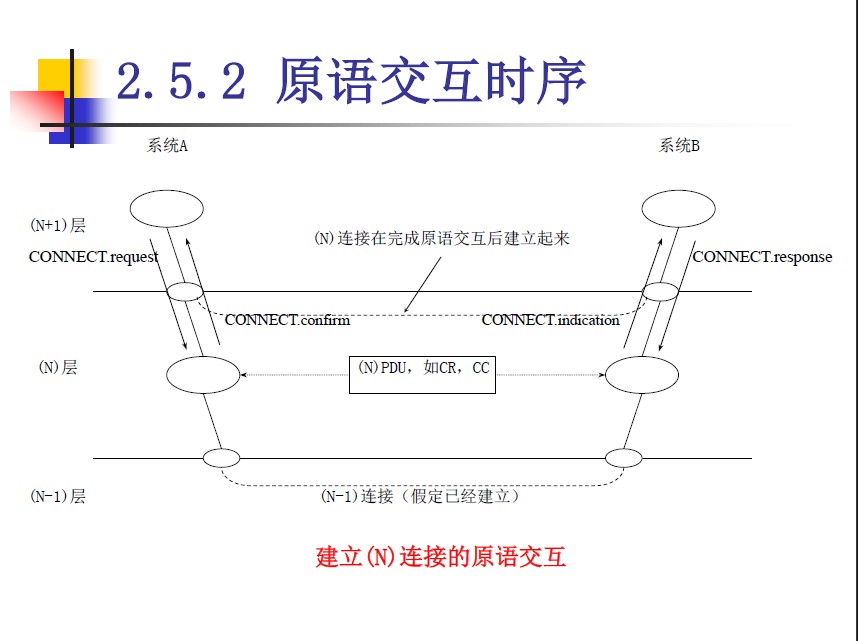 2.5.2 原语交互时序
系统A
系统B
(N+1)层
(N)连接在完成原语交互后建立起来
CONNECT.request
CONNECT.response
CONNECT.confirm
CONNECT.indication
(N)层
(N)PDU，如CR，CC
(N-1)层
(N-1)连接（假定已经建立）
建立(N)连接的原语交互